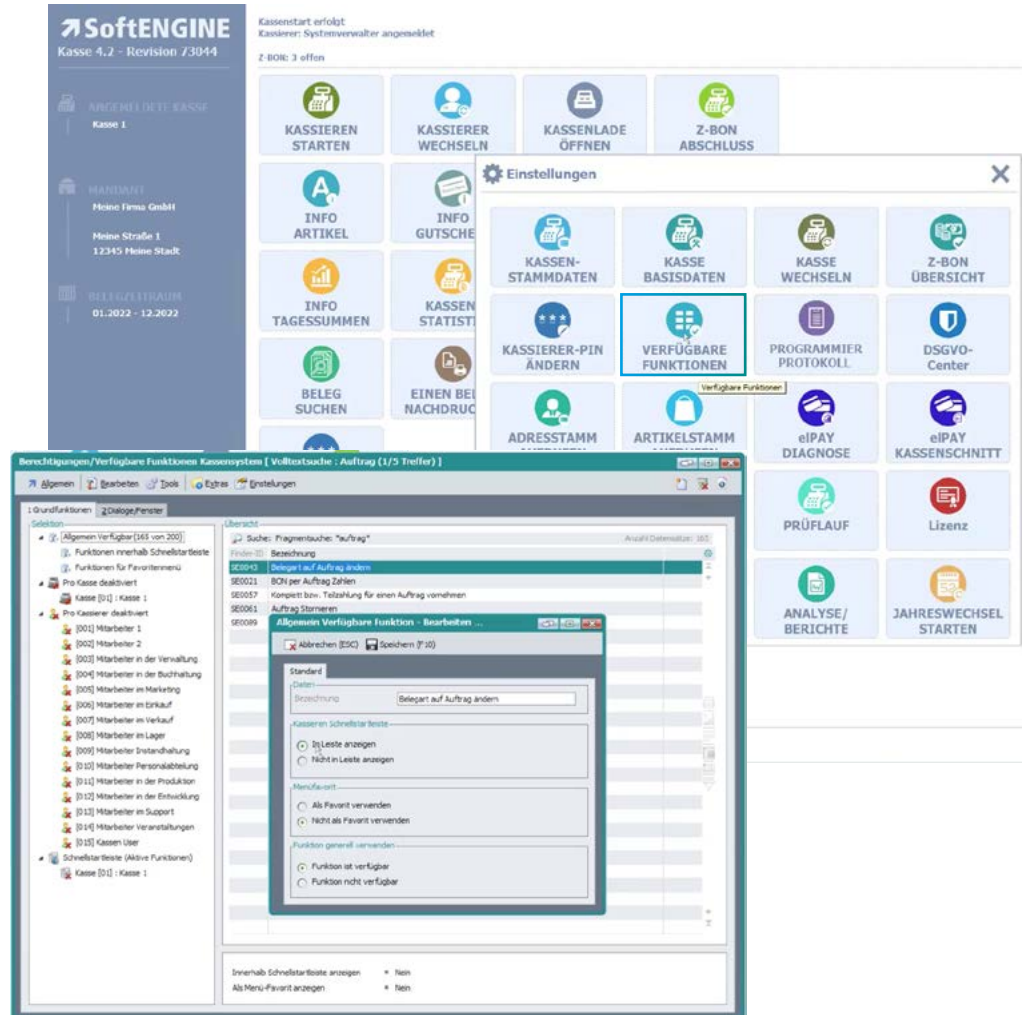 SoftENGINE
Kasse 4.2 - Revision 73044
ANGEMELDETE KASSE
Kasse 1
MANDANT
Meine Firma GmbH
Meine Straße 1
12345 Meine Stadt
BELEGZEITRAUM
01.2022 - 12.2022
Kassenstart erfolgt
Kassierer: Systemverwalter angemeldet
Z-BON: 3 offen
KASSIEREN
STARTEN
KASSIERER
WECHSELN
KASSENLADE
ÖFFNEN
Z-BON
ABSCHLUSS
INFO
ARTIKEL
INFO
GUTSCHE
INFO
TAGESSUMMEN
KASSEN
STATIST
BELEG
SUCHEN
EINEN BEL
NACHDRUC
Einstellungen
KASSEN-
STAMMDATEN
KASSE
BASISDATEN
KASSE
WECHSELN
Z-BON
ÜBERSICHT
KASSIERER-PIN
ÄNDERN
VERFÜGBARE
FUNKTIONEN
PROGRAMMIER
PROTOKOLL
DSGVO-
Center
Verfügbare Funktionen
ADRESSTAMM
ARTIKELSTAMM
elPAY
DIAGNOSE
elPAY
KASSENSCHNITT
PRÜFLAUF
Lizenz
ANALYSE/
BERICHTE
JAHRESWECHSEL
STARTEN
Berechtigungen/Verfügbare Funktionen Kassensystem [ Volltextsuche : Auftrag (1/5 Treffer) ]
Allgemein Bearbeiten Tools Extras Einstellungen
1 Grundfunktionen 2 Dialoge/Fenster
Selektion
Allgemein Verfügbar (165 von 200)
Funktionen innerhalb Schnellstartleiste
Funktionen für Favoritenmenü
Pro Kasse deaktiviert
Kasse [01] : Kasse 1
Pro Kassierer deaktiviert
[001] Mitarbeiter 1
[002] Mitarbeiter 2
[003] Mitarbeiter in der Verwaltung
[004] Mitarbeiter in der Buchhaltung
[005] Mitarbeiter im Marketing
[006] Mitarbeiter im Einkauf
[007] Mitarbeiter im Verkauf
[008] Mitarbeiter im Lager
[009] Mitarbeiter Instandhaltung
[010] Mitarbeiter Personalabteilung
[011] Mitarbeiter in der Produktion
[012] Mitarbeiter in der Entwicklung
[013] Mitarbeiter im Support
[014] Mitarbeiter Veranstaltungen
[015] Kassen User
Schnellstartleiste (Aktive Funktionen)
Kasse [01] : Kasse 1
Übersicht
Suche: Fragmentsuche: "auftrag" Anzahl Datensätze: 165
Finder-ID Bezeichnung
SE0043 Belegart auf Auftrag ändern
SE0021 BON per Auftrag Zahlen
SE0057 Komplett bzw. Teilzahlung für einen Auftrag vornehmen
SE0061 Auftrag Stornieren
SE0089
Allgemein Verfügbare Funktion - Bearbeiten ...
Abbrechen (ESC) Speichern (F10)
Standard
Daten
Bezeichnung Belegart auf Auftrag ändern
Kassieren Schnellstartleiste
In Leiste anzeigen
Nicht in Leiste anzeigen
Menüfavorit
Als Favorit verwenden
Nicht als Favorit verwenden
Funktion generell verwenden
Funktion ist verfügbar
Funktion nicht verfügbar
Innerhalb Schnellstartleiste anzeigen Nein
Als Menü-Favorit anzeigen Nein